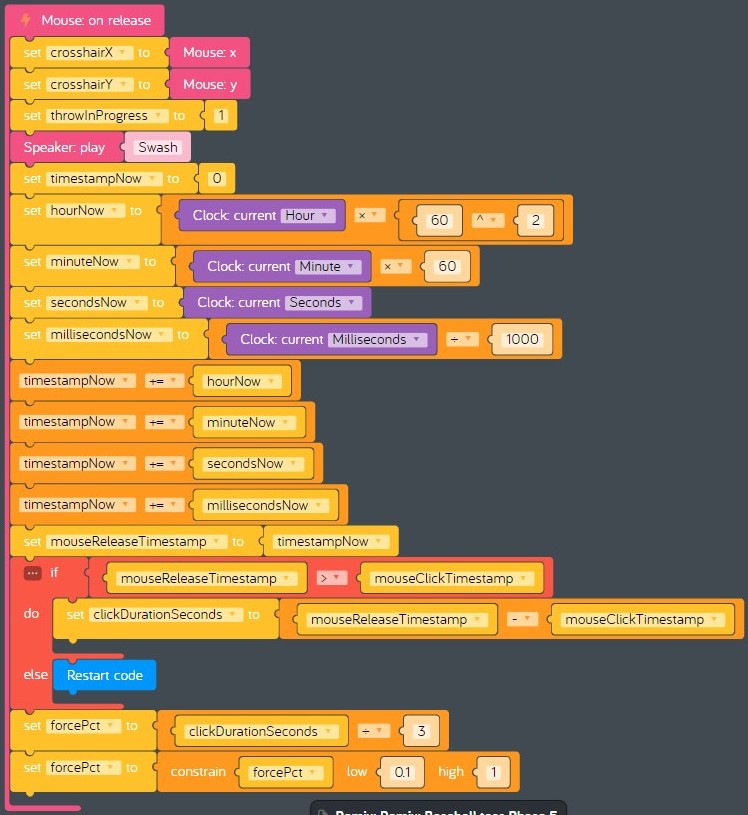 Mouse: on release
set crosshairX to Mouse: x
set crosshairY to Mouse: y
set throwInProgress to 1
Speaker: play Swash
set timestampNow to 0
set hourNow to Clock: current Hour × 60 ^ 2
set minuteNow to Clock: current Minute × 60
set secondsNow to Clock: current Seconds
set millisecondsNow to Clock: current Milliseconds ÷ 1000
timestampNow += hourNow
timestampNow += minuteNow
timestampNow += secondsNow
timestampNow += millisecondsNow
set mouseReleaseTimestamp to timestampNow
... if mouseReleaseTimestamp > mouseClickTimestamp
do set clickDurationSeconds to mouseReleaseTimestamp - mouseClickTimestamp
else Restart code
set forcePct to clickDurationSeconds ÷ 3
set forcePct to constrain forcePct low 0.1 high 1